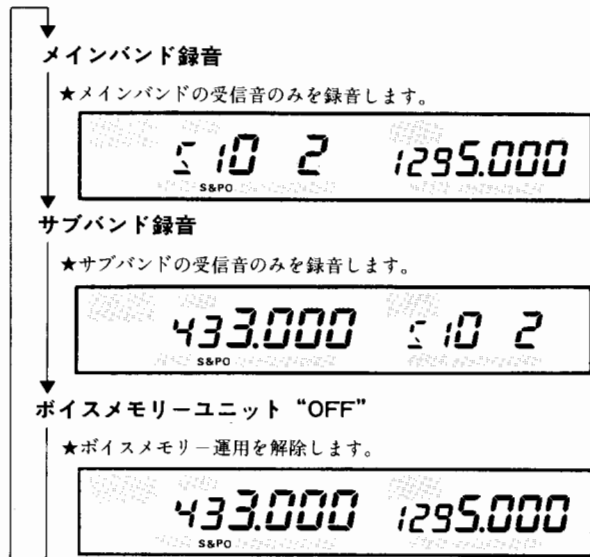 メインバンド録音
★メインバンドの受信音のみを録音します。
10 2 1295.000
S&PO
サブバンド録音
★サブバンドの受信音のみを録音します。
433.000 10 2
S&PO
ボイスメモリーユニット “OFF”
★ボイスメモリー運用を解除します。
433.000 1295.000
S&PO